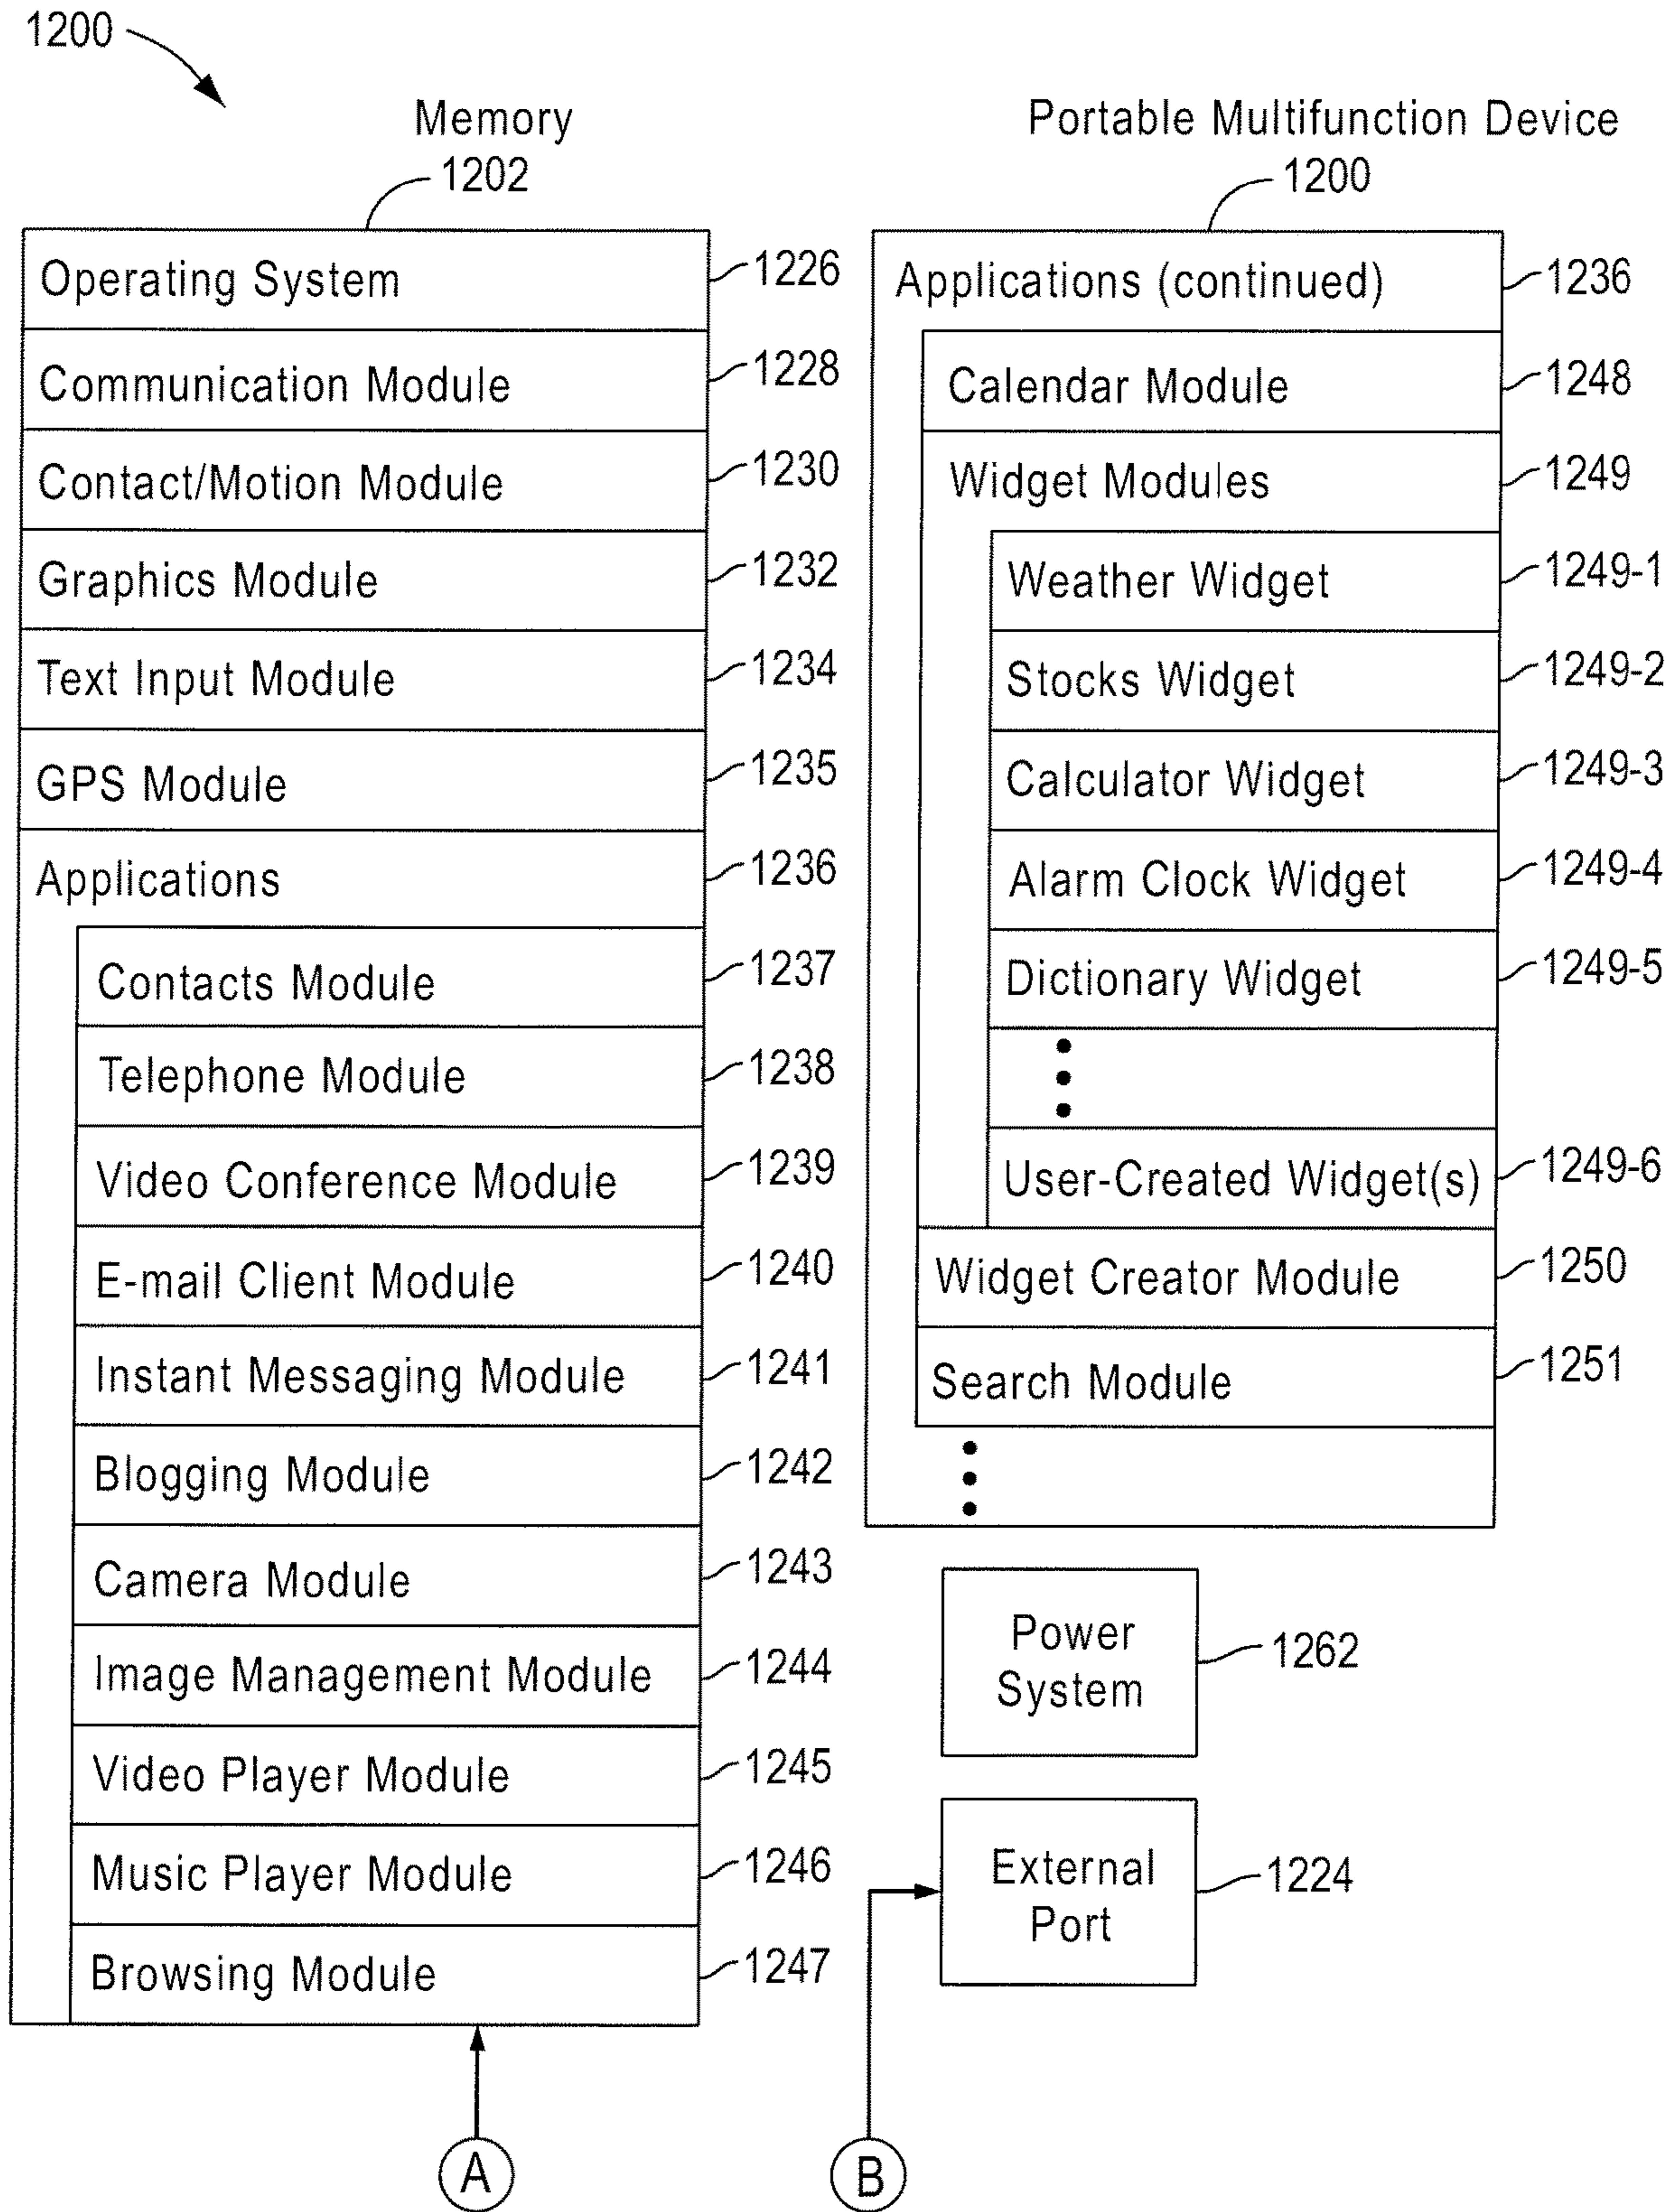 1200
Memory
1202
Operating System 1226
Communication Module 1228
Contact/Motion Module 1230
Graphics Module 1232
Text Input Module 1234
GPS Module 1235
Applications 1236
Contacts Module 1237
Telephone Module 1238
Video Conference Module 1239
E-mail Client Module 1240
Instant Messaging Module 1241
Blogging Module 1242
Camera Module 1243
Image Management Module 1244
Video Player Module 1245
Music Player Module 1246
Browsing Module 1247
A
Portable Multifunction Device
1200
Applications (continued) 1236
Calendar Module 1248
Widget Modules 1249
Weather Widget 1249-1
Stocks Widget 1249-2
Calculator Widget 1249-3
Alarm Clock Widget 1249-4
Dictionary Widget 1249-5
User-Created Widget(s) 1249-6
Widget Creator Module 1250
Search Module 1251
Power
System
1262
External
Port
1224
B